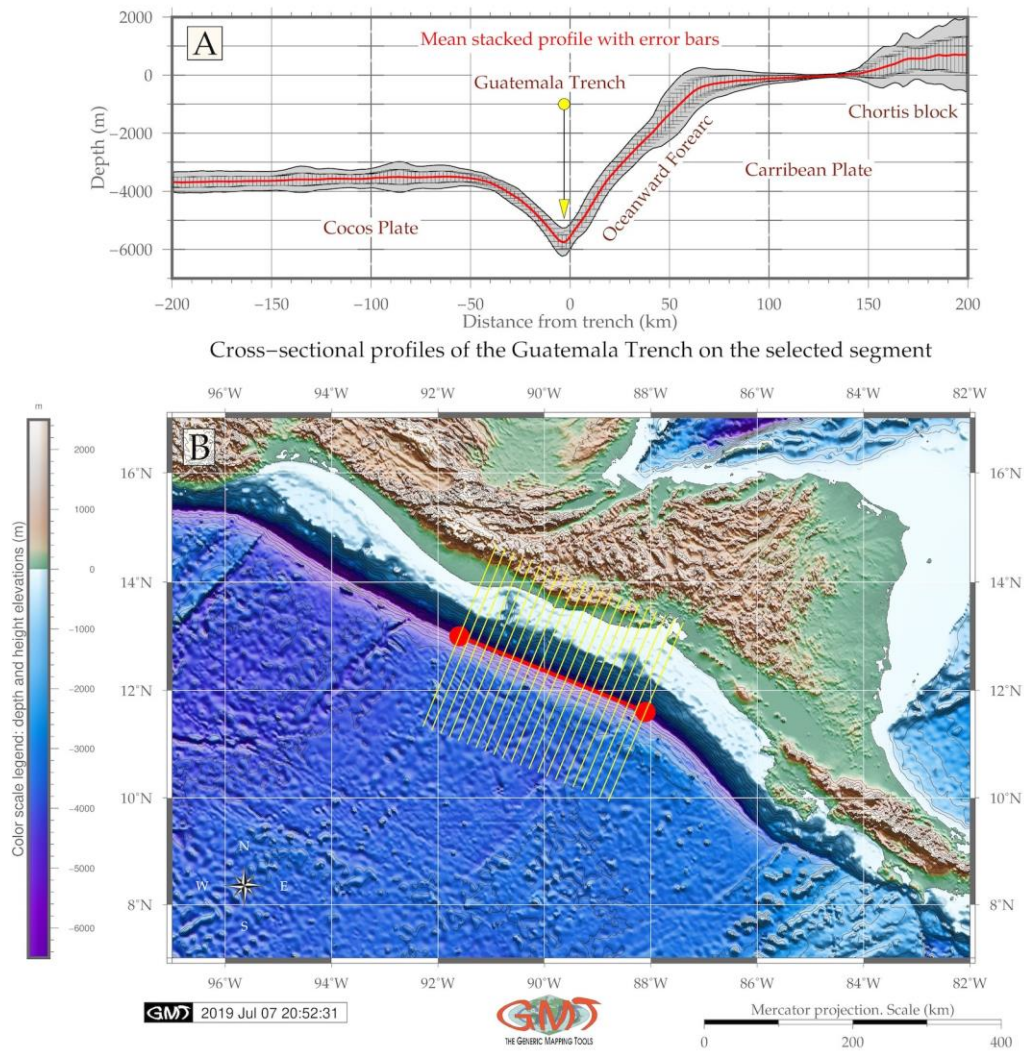 2000
0
−2000
−4000
−6000
Depth (m)
A
Mean stacked profile with error bars
Guatemala Trench
Oceanward Forearc
Chortis block
Carribean Plate
Cocos Plate
−200 −150 −100 −50 0 50 100 150 200
Distance from trench (km)
Cross−sectional profiles of the Guatemala Trench on the selected segment
96°W 94°W 92°W 90°W 88°W 86°W 84°W 82°W
m
2000
1000
0
−1000
−2000
−3000
−4000
−5000
−6000
Color scale legend: depth and height elevations (m)
B
16°N
14°N
12°N
10°N
8°N
N
W E
S
96°W 94°W 92°W 90°W 88°W 86°W 84°W 82°W
GMT 2019 Jul 07 20:52:31
GMT
THE GENERIC MAPPING TOOLS
Mercator projection. Scale (km)
0 200 400